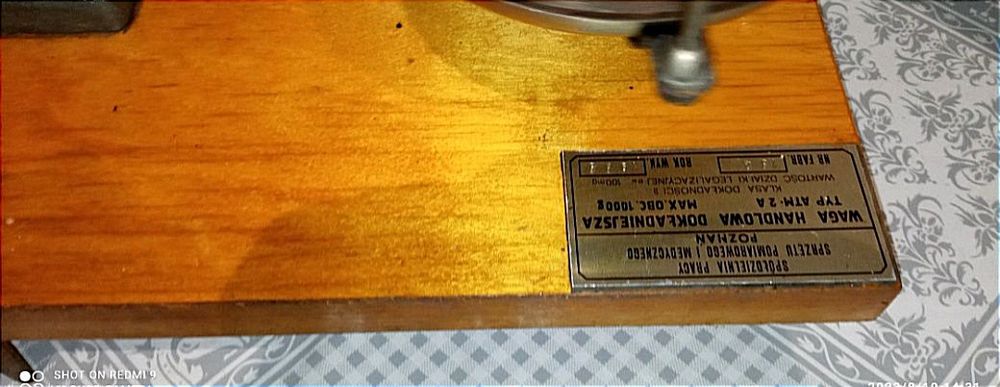 SPÓŁDZIELNIA PRACY
SPRZĘTU POMIAROWEGO I MEDYCZNEGO
POZNAŃ
WAGA HANDLOWA DOKŁADNIEJSZA
TYP ATM-2A MAX.OBC.1000g
KLASA DOKŁADNOŚCI II
WARTOŚĆ DZIAŁKI LEGALIZACYJNEJ e= 100mg
NR FABR. ROK WYK.
SHOT ON REDMI 9